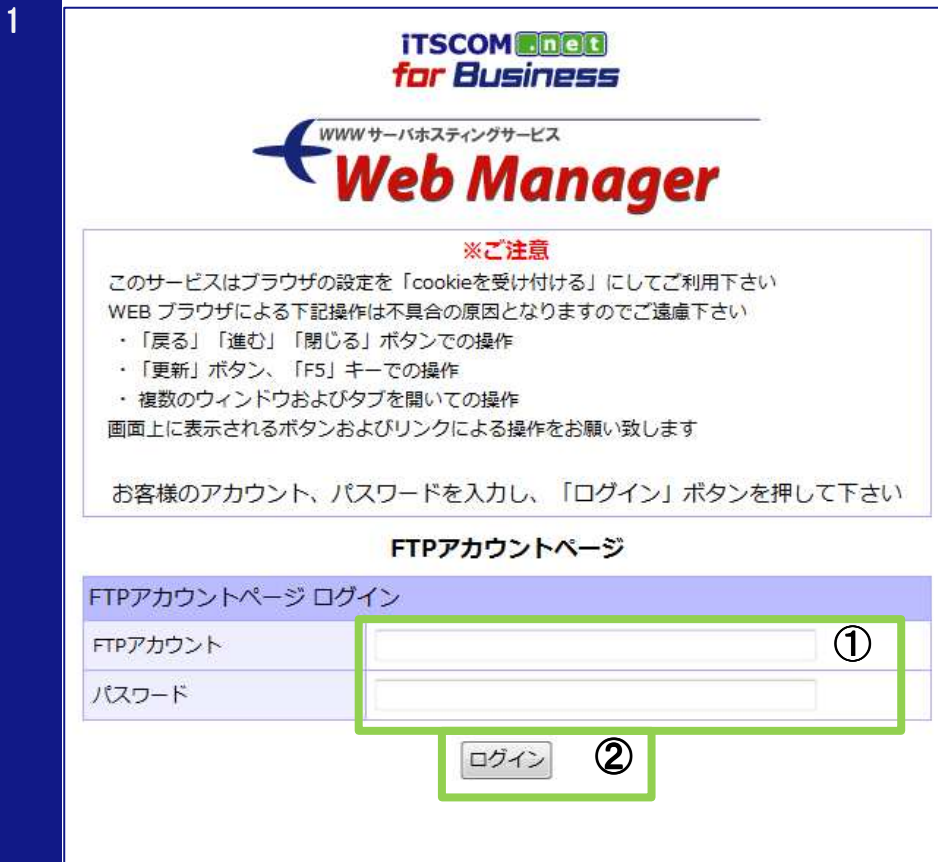 1
iTSCOM.net
for Business
WWW サーバホスティングサービス
Web Manager
※ご注意
このサービスはブラウザの設定を「cookieを受け付ける」にしてご利用下さい
WEB ブラウザによる下記操作は不具合の原因となりますのでご遠慮下さい
・「戻る」「進む」「閉じる」ボタンでの操作
・「更新」ボタン、「F5」キーでの操作
・ 複数のウィンドウおよびタブを開いての操作
画面上に表示されるボタンおよびリンクによる操作をお願い致します
お客様のアカウント、パスワードを入力し、「ログイン」ボタンを押して下さい
FTPアカウントページ
FTPアカウントページ ログイン
FTPアカウント ①
パスワード
ログイン ②